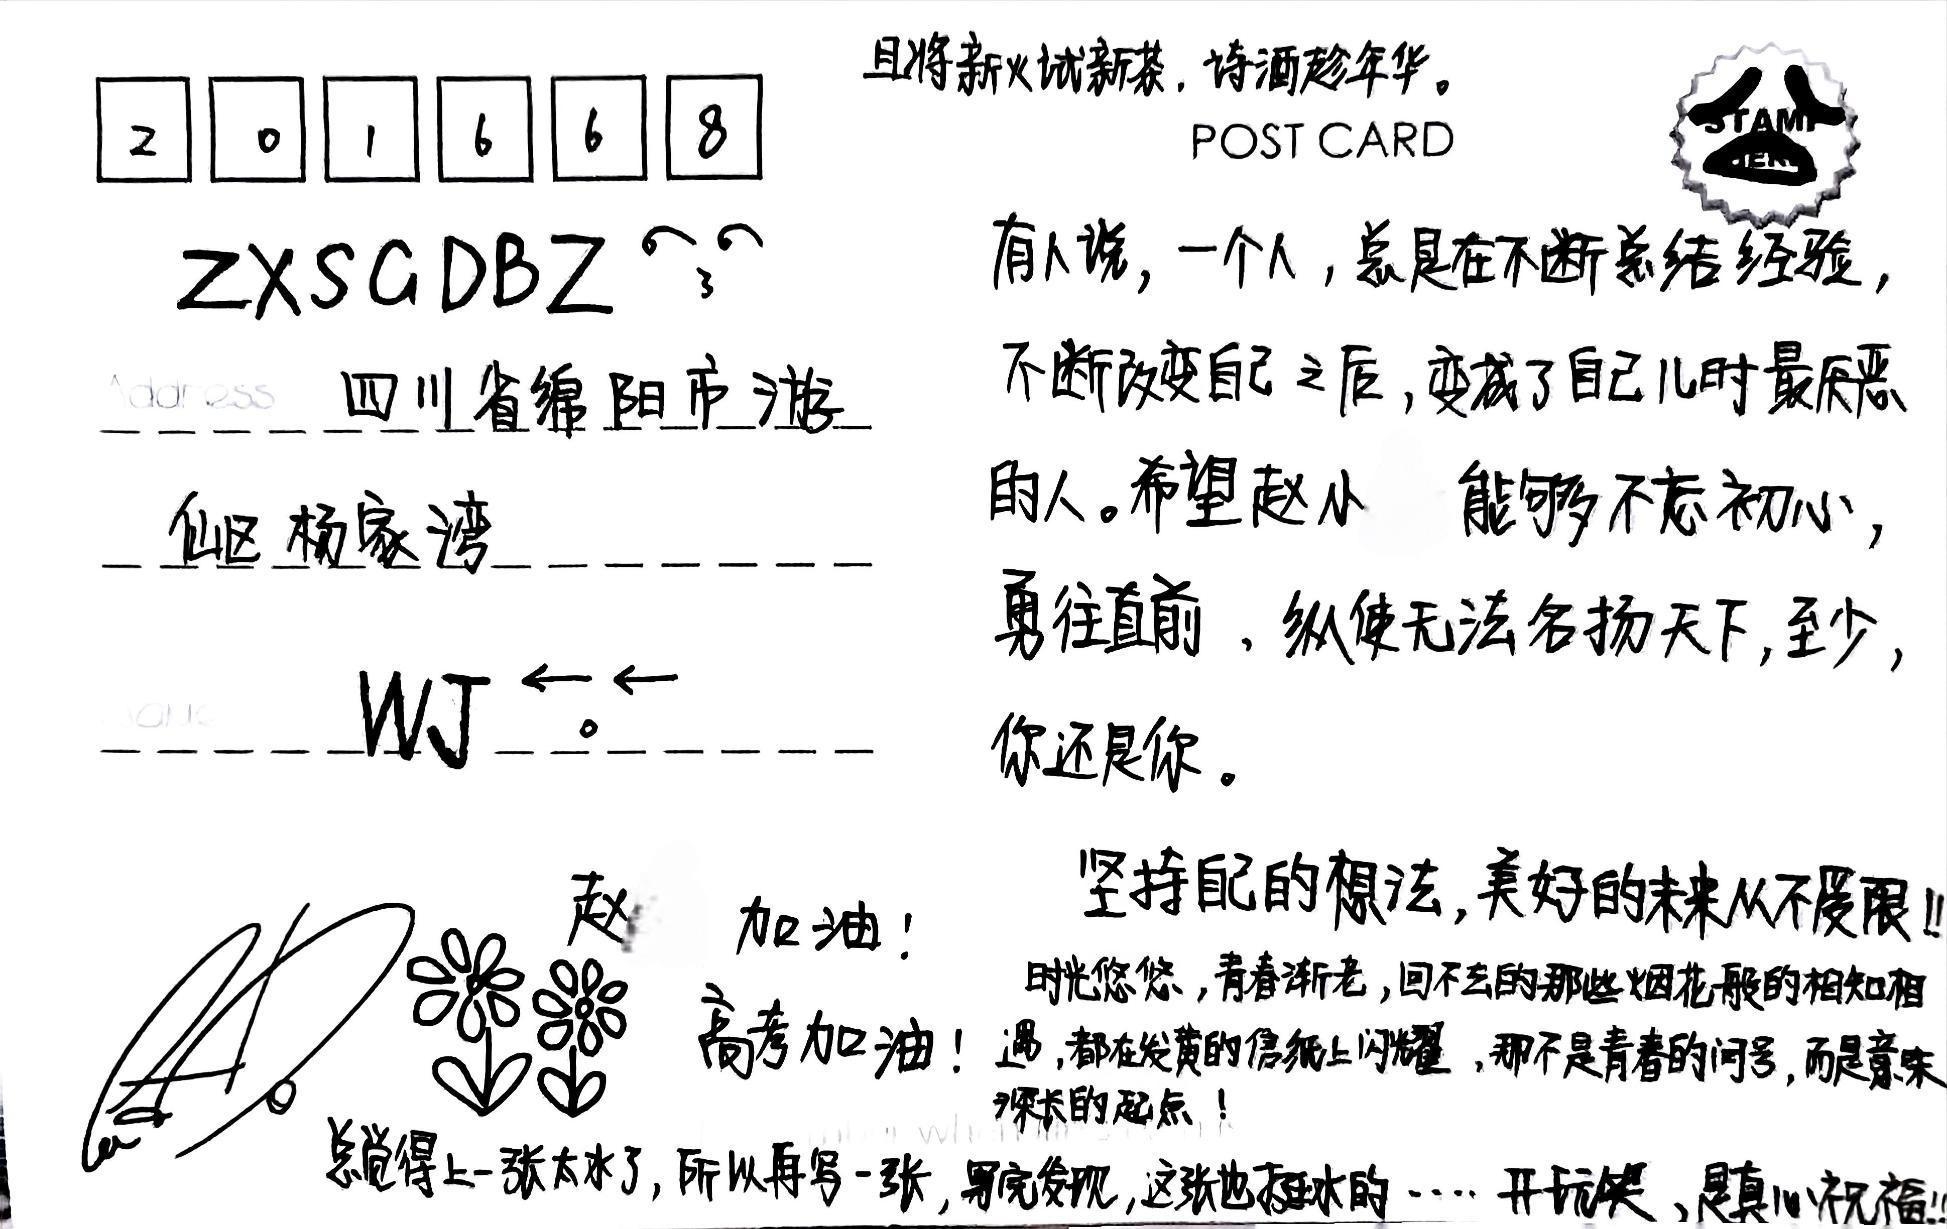 且将新火试新茶，诗酒趁年华。
POST CARD
STAMP
HERE
2 0 1 6 6 8
ZXSGDBZ
Address 四川省绵阳市游
仙区杨家湾
WJ
有人说，一个人，总是在不断总结经验，
不断改变自己之后，变成了自己儿时最厌恶
的人。希望赵小 能够不忘初心，
勇往直前、纵使无法名扬天下，至少，
你还是你。
坚持自己的想法，美好的未来从不受限!!
时光悠悠，青春渐老，回不去的那些烟花般的相知相
遇，都在发黄的信纸上闪耀，那不是青春的问号，而是意味
深长的起点！
赵 加油！
高考加油！
总觉得上一张太水了，所以再写一张，写完发现，这张也挺水的····开玩笑、是真心祝福!!